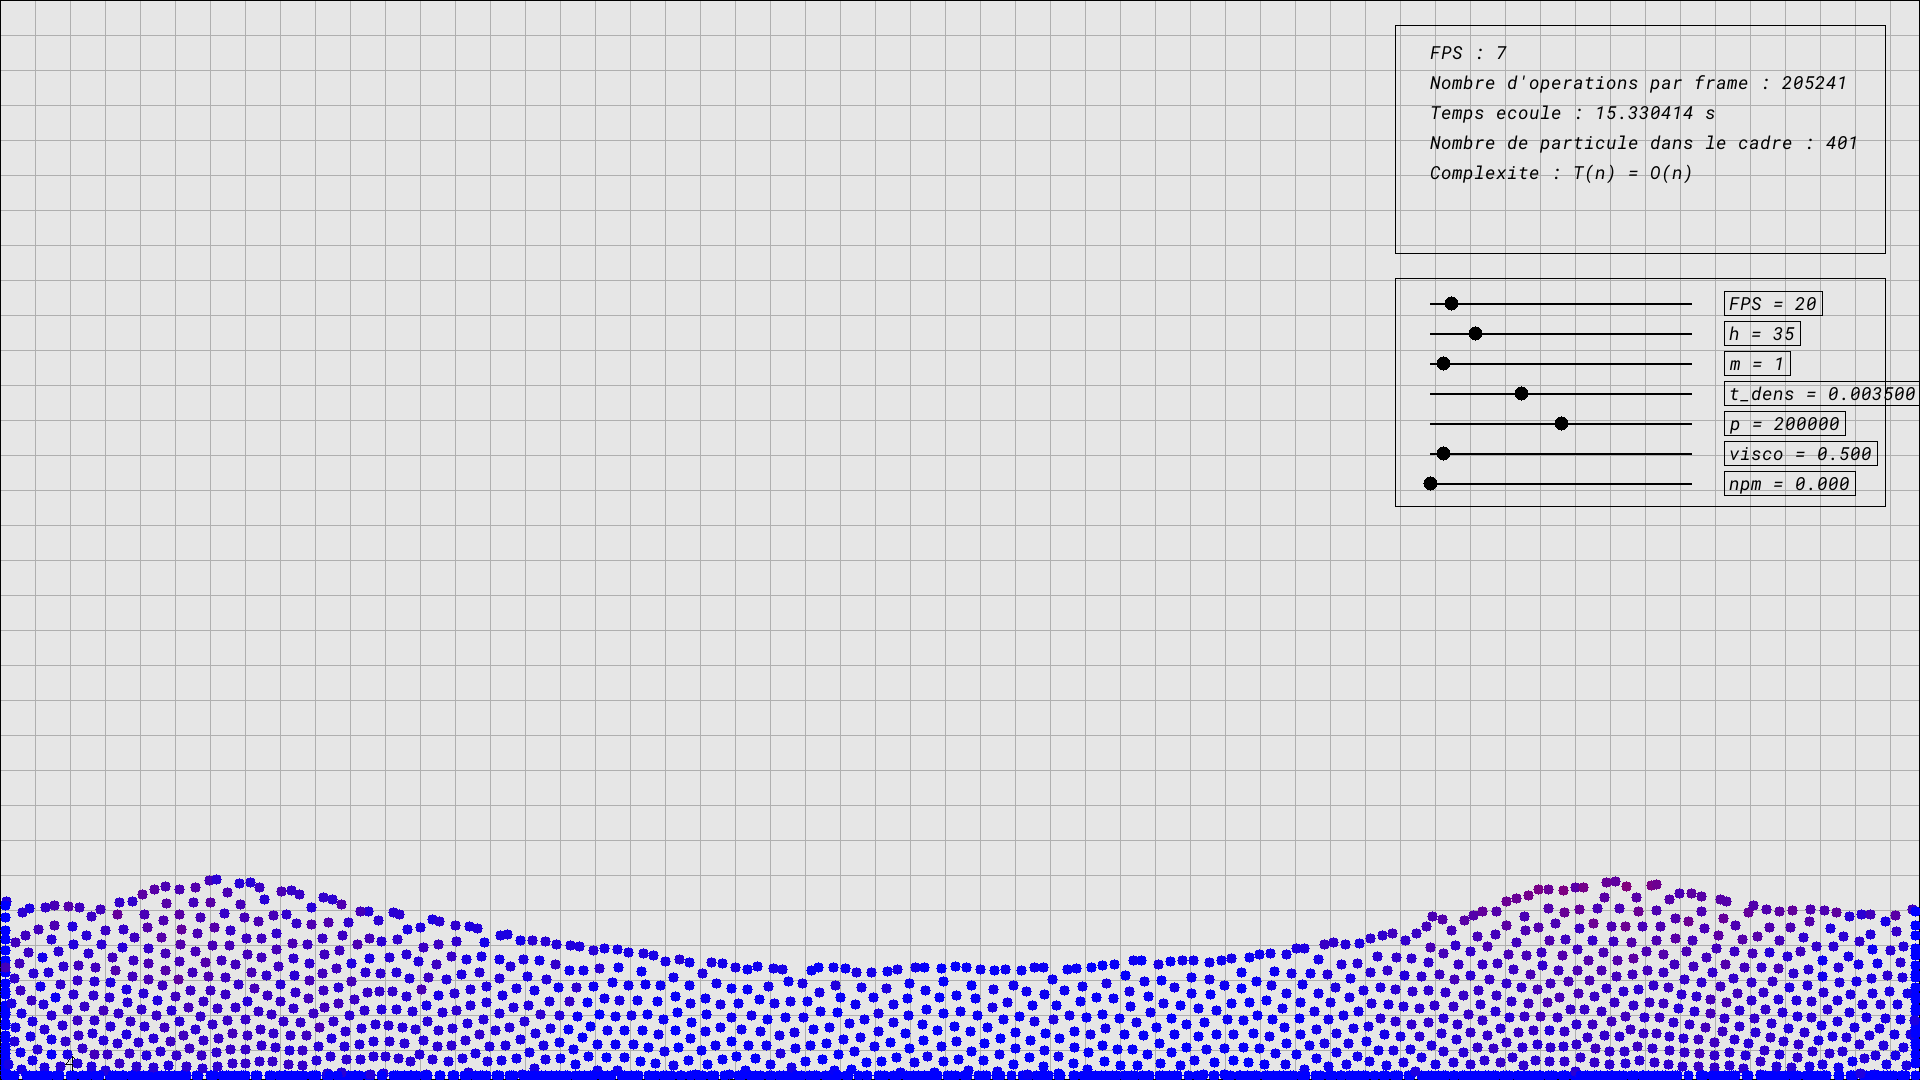 FPS : 7
Nombre d'operations par frame : 205241
Temps ecoule : 15.330414 s
Nombre de particule dans le cadre : 401
Complexite : T(n) = O(n)
FPS = 20
h = 35
m = 1
t_dens = 0.003500
p = 200000
visco = 0.500
npm = 0.000